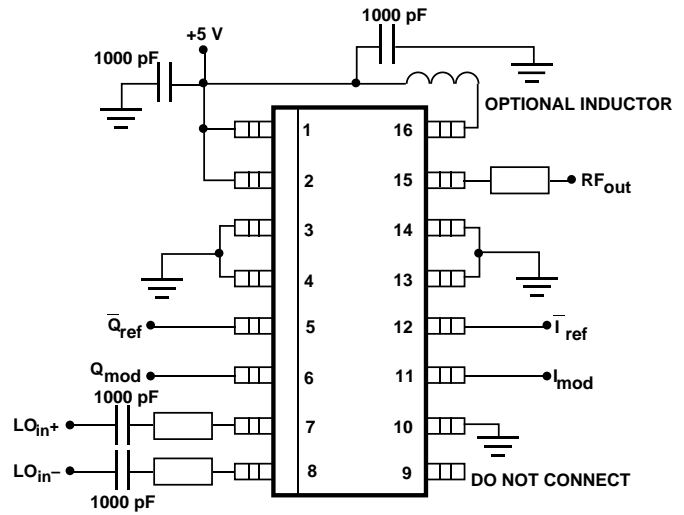 1000 pF
+5 V
1000 pF
OPTIONAL INDUCTOR
1 16
2 15 RFout
3 14
4 13
Q̅ref 5 12 I̅ref
Qmod 6 11 Imod
1000 pF
LOin+ 7 10
LOin– 8 9 DO NOT CONNECT
1000 pF